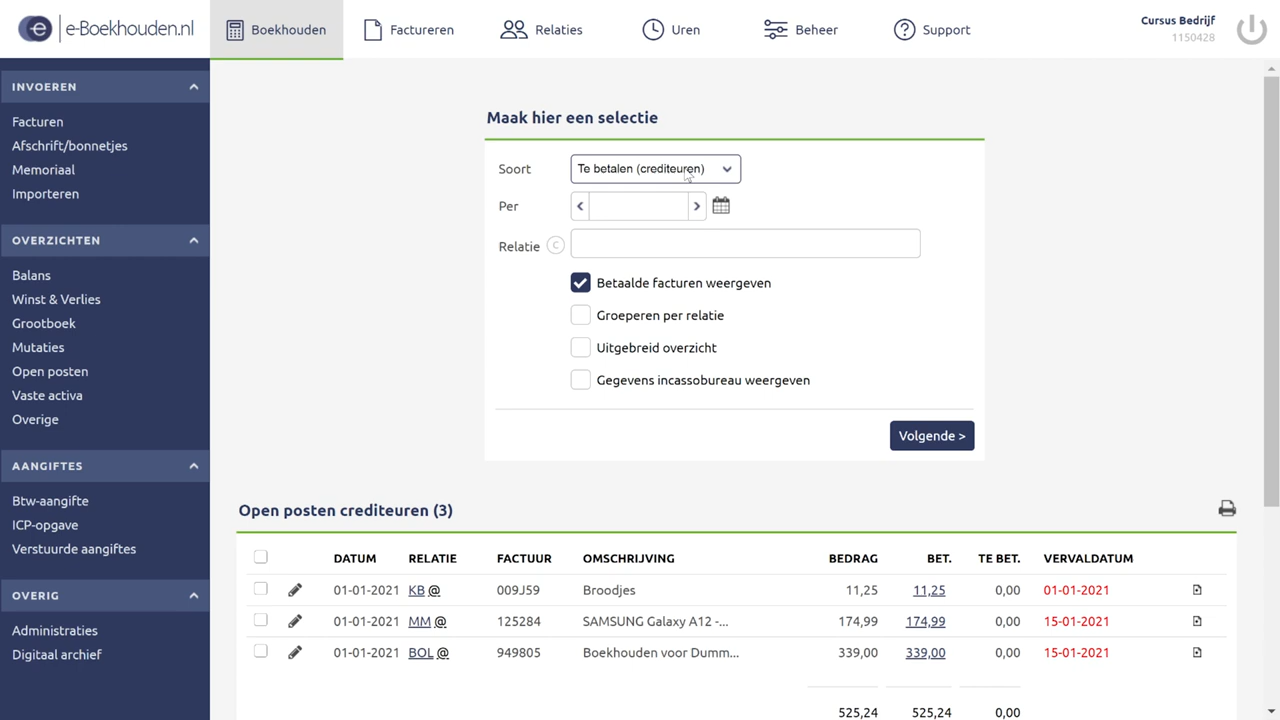 e-Boekhouden.nl
Boekhouden
Factureren
Relaties
Uren
Beheer
Support
Cursus Bedrijf
1150428
INVOEREN
Facturen
Afschrift/bonnetjes
Memoriaal
Importeren
OVERZICHTEN
Balans
Winst & Verlies
Grootboek
Mutaties
Open posten
Vaste activa
Overige
AANGIFTES
Btw-aangifte
ICP-opgave
Verstuurde aangiftes
OVERIG
Administraties
Digitaal archief
Maak hier een selectie
Soort Te betalen (crediteuren)
Per < >
Relatie C
Betaalde facturen weergeven
Groeperen per relatie
Uitgebreid overzicht
Gegevens incassobureau weergeven
Volgende >
Open posten crediteuren (3)
DATUM RELATIE FACTUUR OMSCHRIJVING BEDRAG BET. TE BET. VERVALDATUM
01-01-2021 KB @ 009J59 Broodjes 11,25 11,25 0,00 01-01-2021
01-01-2021 MM @ 125284 SAMSUNG Galaxy A12 -... 174,99 174,99 0,00 15-01-2021
01-01-2021 BOL @ 949805 Boekhouden voor Dumm... 339,00 339,00 0,00 15-01-2021
525,24 525,24 0,00